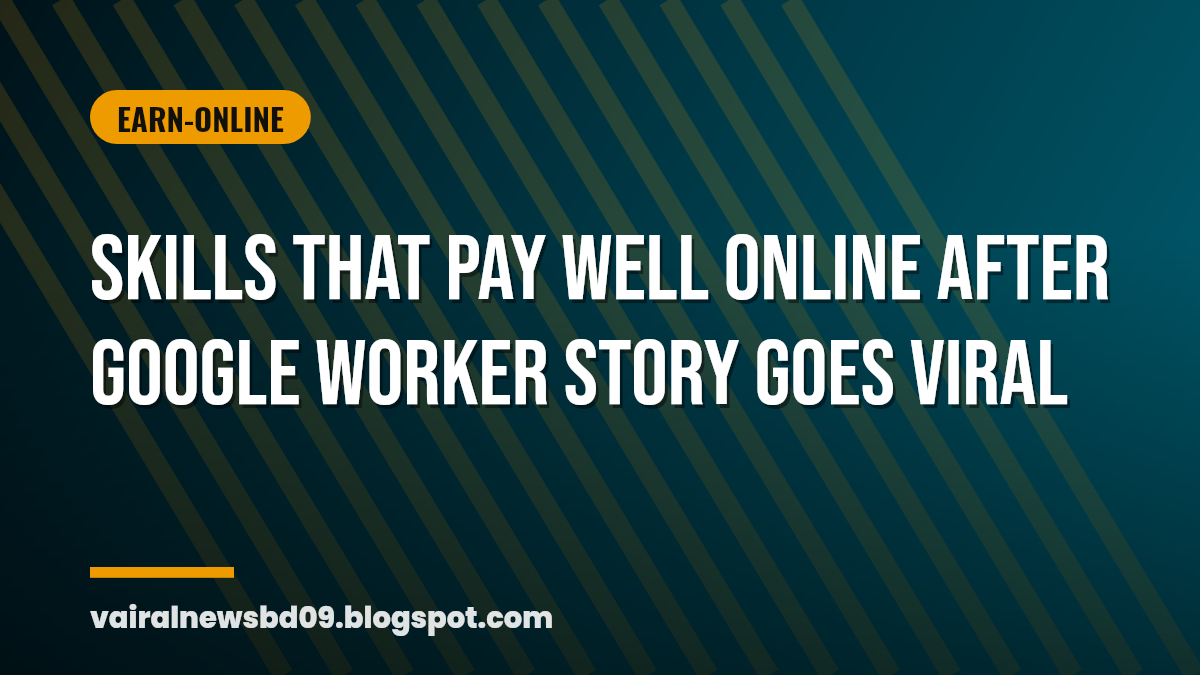 EARN-ONLINE
SKILLS THAT PAY WELL ONLINE AFTER
GOOGLE WORKER STORY GOES VIRAL
vairalnewsbd09.blogspot.com